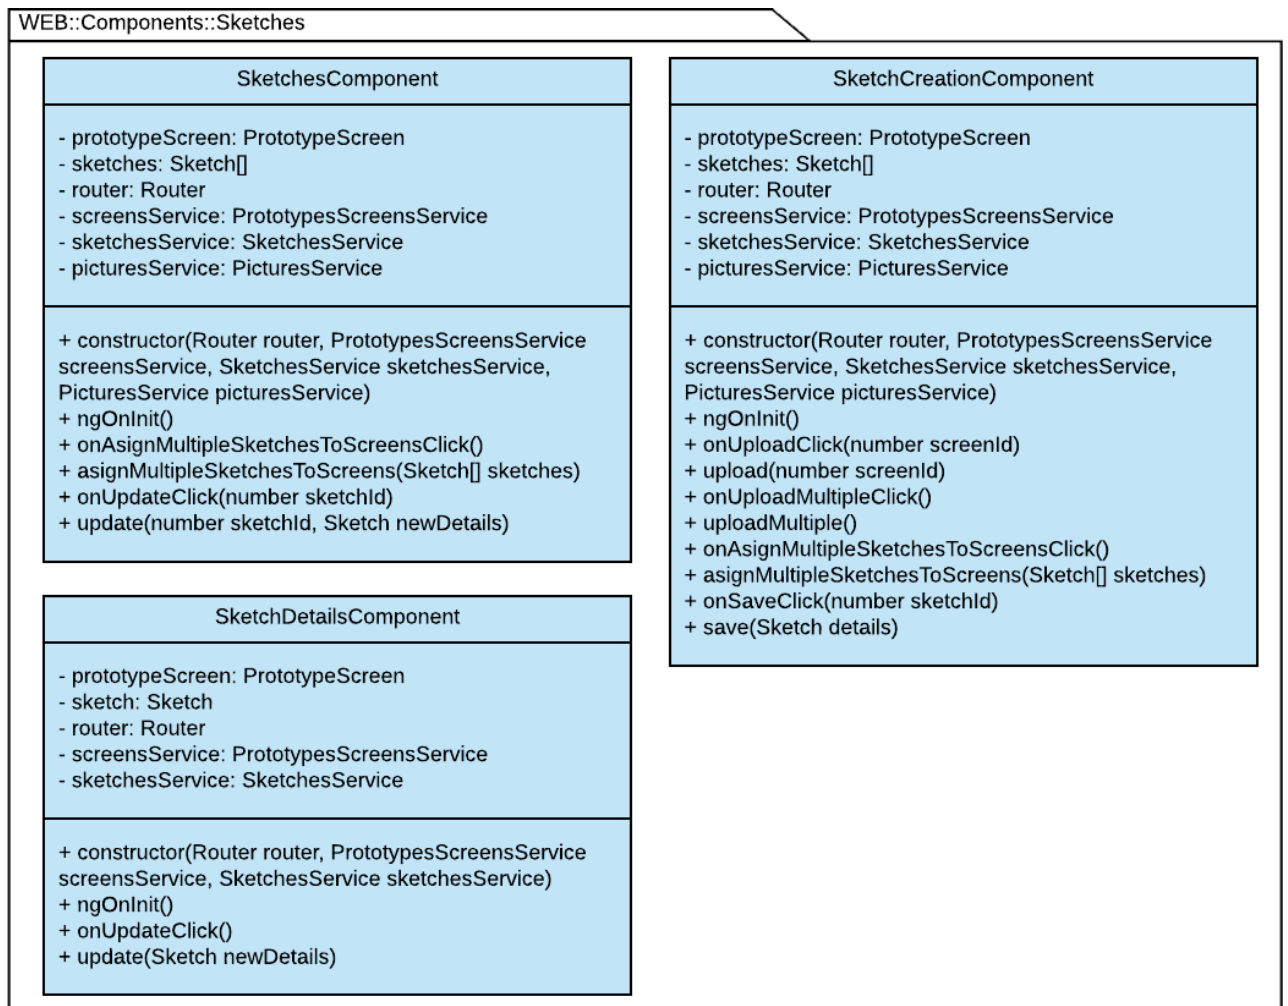 WEB::Components::Sketches
SketchesComponent
- prototypeScreen: PrototypeScreen
- sketches: Sketch[]
- router: Router
- screensService: PrototypesScreensService
- sketchesService: SketchesService
- picturesService: PicturesService
+ constructor(Router router, PrototypesScreensService
screensService, SketchesService sketchesService,
PicturesService picturesService)
+ ngOnInit()
+ onAsignMultipleSketchesToScreensClick()
+ asignMultipleSketchesToScreens(Sketch[] sketches)
+ onUpdateClick(number sketchId)
+ update(number sketchId, Sketch newDetails)
SketchCreationComponent
- prototypeScreen: PrototypeScreen
- sketches: Sketch[]
- router: Router
- screensService: PrototypesScreensService
- sketchesService: SketchesService
- picturesService: PicturesService
+ constructor(Router router, PrototypesScreensService
screensService, SketchesService sketchesService,
PicturesService picturesService)
+ ngOnInit()
+ onUploadClick(number screenId)
+ upload(number screenId)
+ onUploadMultipleClick()
+ uploadMultiple()
+ onAsignMultipleSketchesToScreensClick()
+ asignMultipleSketchesToScreens(Sketch[] sketches)
+ onSaveClick(number sketchId)
+ save(Sketch details)
SketchDetailsComponent
- prototypeScreen: PrototypeScreen
- sketch: Sketch
- router: Router
- screensService: PrototypesScreensService
- sketchesService: SketchesService
+ constructor(Router router, PrototypesScreensService
screensService, SketchesService sketchesService)
+ ngOnInit()
+ onUpdateClick()
+ update(Sketch newDetails)